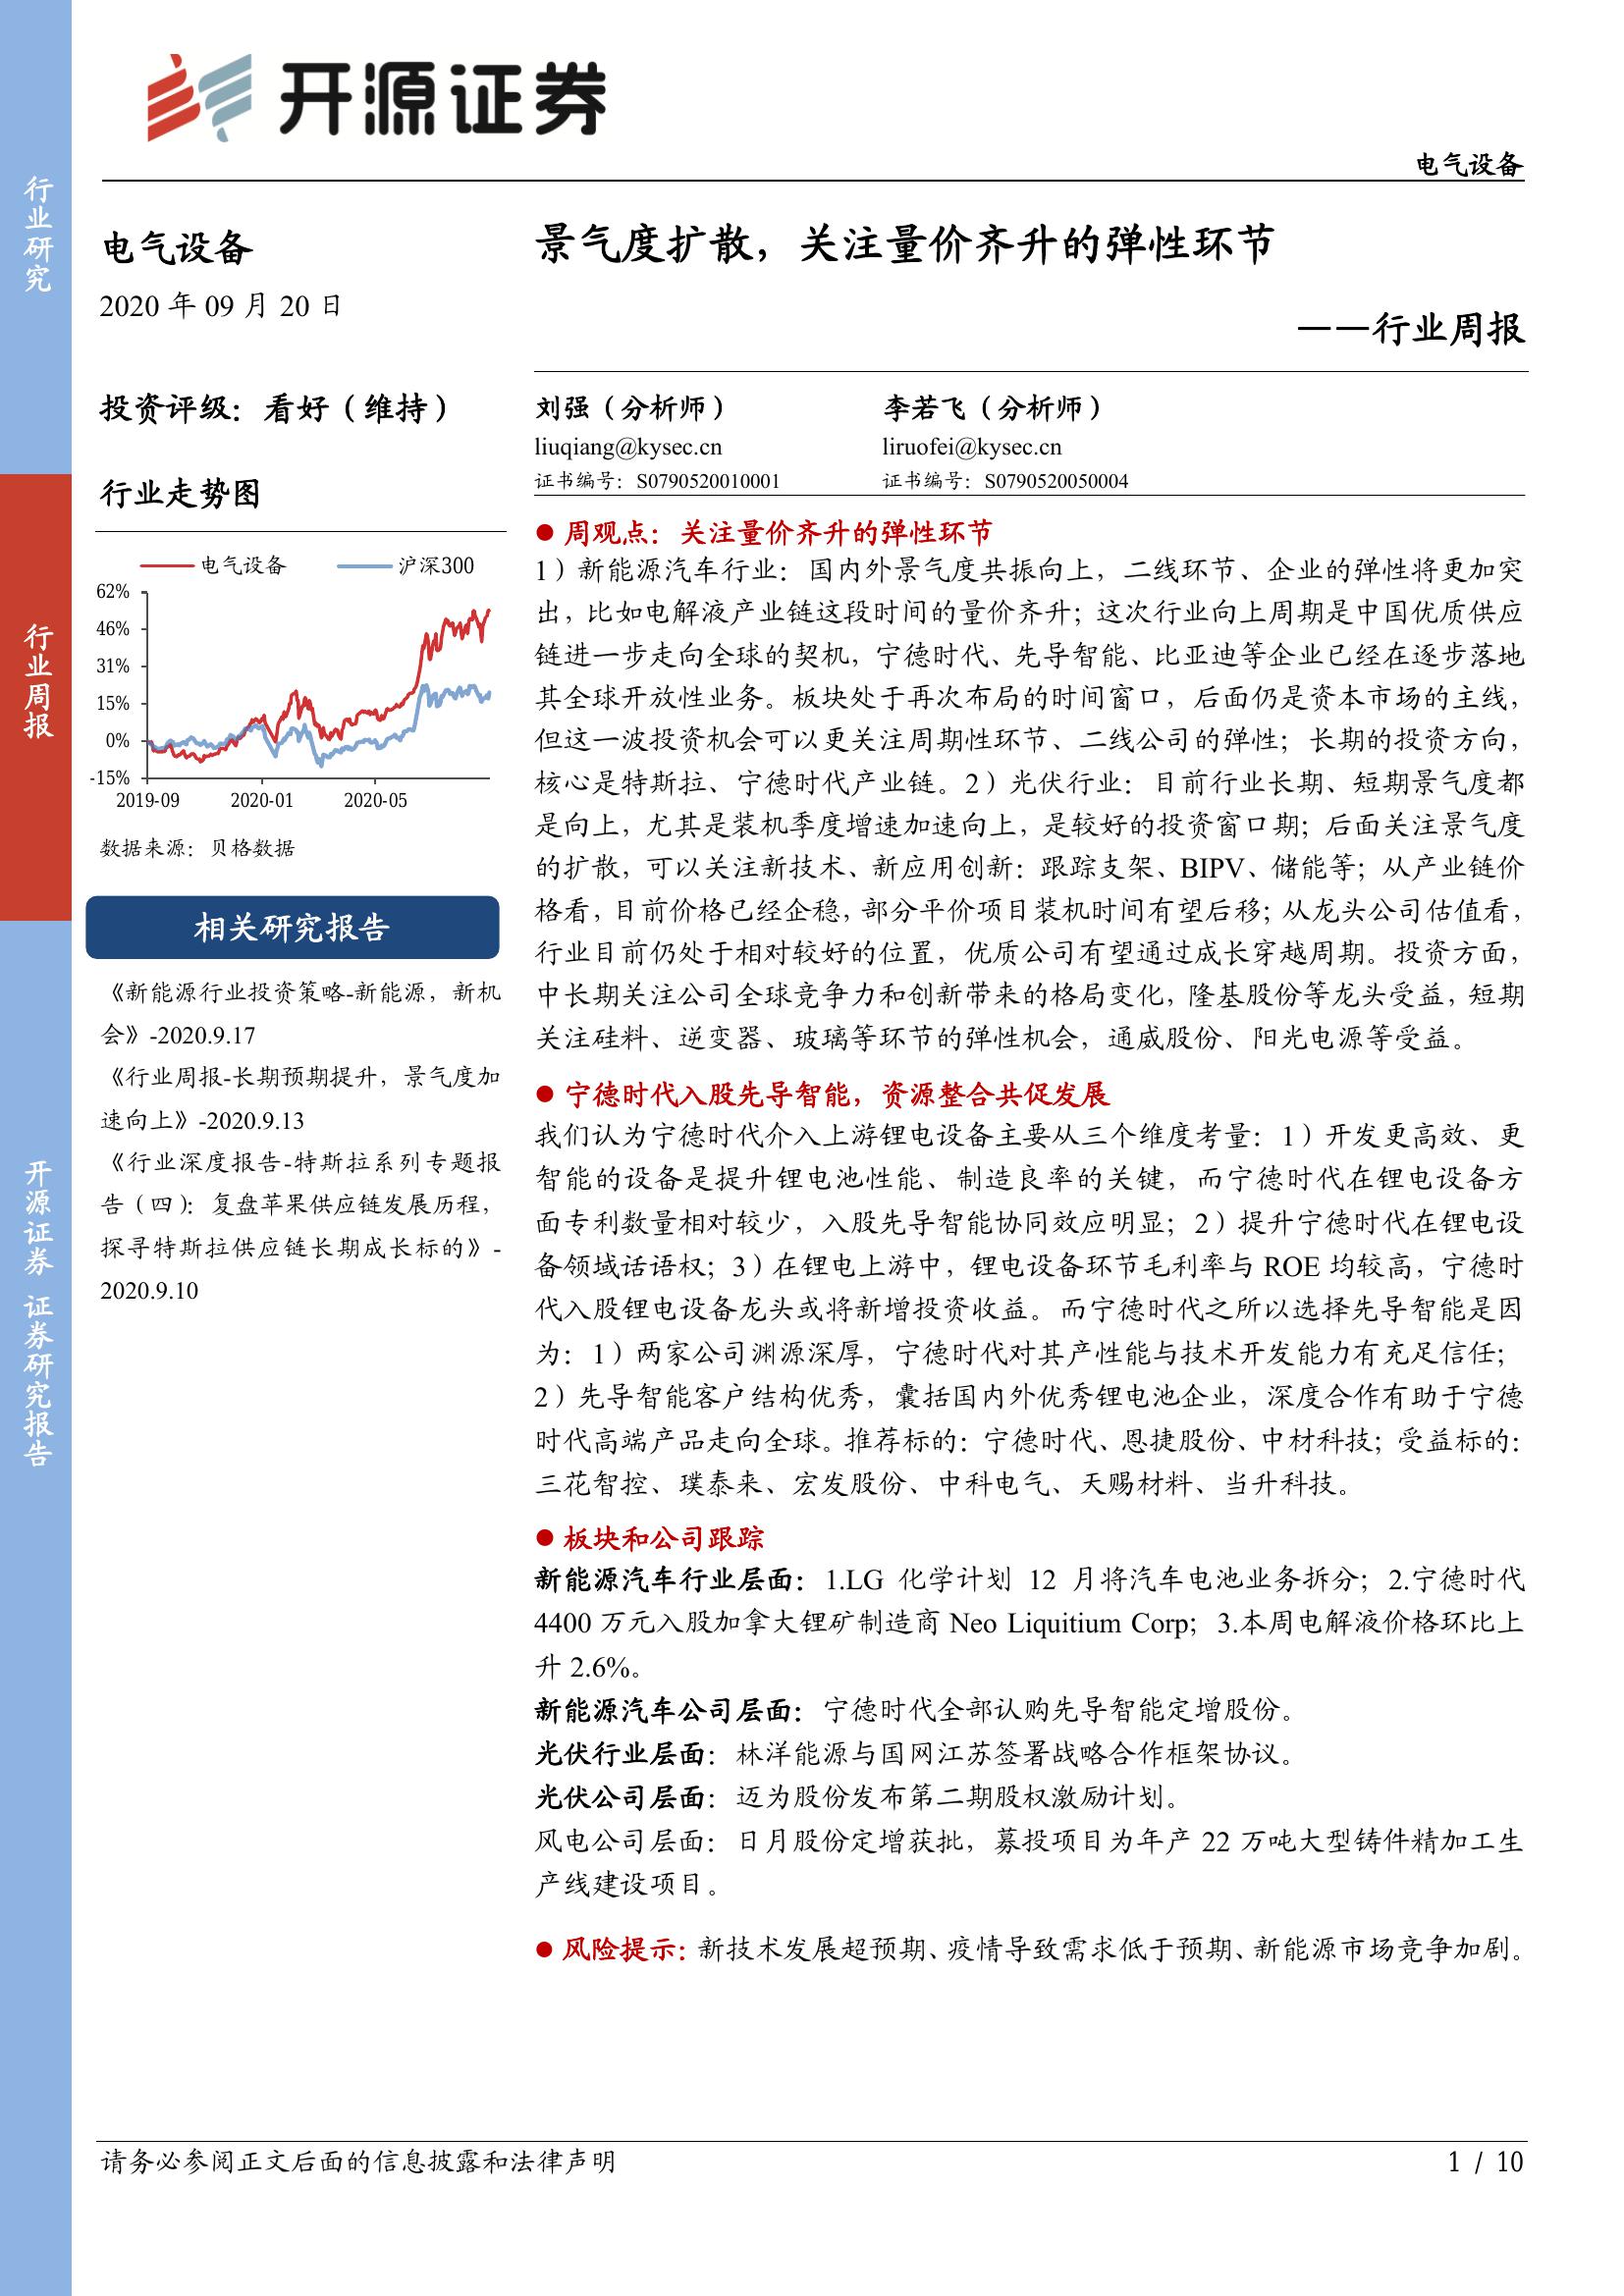 开源证券
电气设备
行业研究
行业周报
开源证券 证券研究报告
电气设备
2020 年 09 月 20 日
投资评级：看好（维持）
行业走势图
电气设备
沪深300
62%
46%
31%
15%
0%
-15%
2019-09
2020-01
2020-05
数据来源：贝格数据
相关研究报告
《新能源行业投资策略-新能源，新机
会》-2020.9.17
《行业周报-长期预期提升，景气度加
速向上》-2020.9.13
《行业深度报告-特斯拉系列专题报
告（四）：复盘苹果供应链发展历程，
探寻特斯拉供应链长期成长标的》-
2020.9.10
景气度扩散，关注量价齐升的弹性环节
——行业周报
刘强（分析师）
李若飞（分析师）
liuqiang@kysec.cn
liruofei@kysec.cn
证书编号：S0790520010001
证书编号：S0790520050004
● 周观点：关注量价齐升的弹性环节
1）新能源汽车行业：国内外景气度共振向上，二线环节、企业的弹性将更加突
出，比如电解液产业链这段时间的量价齐升；这次行业向上周期是中国优质供应
链进一步走向全球的契机，宁德时代、先导智能、比亚迪等企业已经在逐步落地
其全球开放性业务。板块处于再次布局的时间窗口，后面仍是资本市场的主线，
但这一波投资机会可以更关注周期性环节、二线公司的弹性；长期的投资方向，
核心是特斯拉、宁德时代产业链。2）光伏行业：目前行业长期、短期景气度都
是向上，尤其是装机季度增速加速向上，是较好的投资窗口期；后面关注景气度
的扩散，可以关注新技术、新应用创新：跟踪支架、BIPV、储能等；从产业链价
格看，目前价格已经企稳，部分平价项目装机时间有望后移；从龙头公司估值看，
行业目前仍处于相对较好的位置，优质公司有望通过成长穿越周期。投资方面，
中长期关注公司全球竞争力和创新带来的格局变化，隆基股份等龙头受益，短期
关注硅料、逆变器、玻璃等环节的弹性机会，通威股份、阳光电源等受益。
● 宁德时代入股先导智能，资源整合共促发展
我们认为宁德时代介入上游锂电设备主要从三个维度考量：1）开发更高效、更
智能的设备是提升锂电池性能、制造良率的关键，而宁德时代在锂电设备方
面专利数量相对较少，入股先导智能协同效应明显；2）提升宁德时代在锂电设
备领域话语权；3）在锂电上游中，锂电设备环节毛利率与 ROE 均较高，宁德时
代入股锂电设备龙头或将新增投资收益。而宁德时代之所以选择先导智能是因
为：1）两家公司渊源深厚，宁德时代对其产性能与技术开发能力有充足信任；
2）先导智能客户结构优秀，囊括国内外优秀锂电池企业，深度合作有助于宁德
时代高端产品走向全球。推荐标的：宁德时代、恩捷股份、中材科技；受益标的：
三花智控、璞泰来、宏发股份、中科电气、天赐材料、当升科技。
● 板块和公司跟踪
新能源汽车行业层面：1.LG 化学计划 12 月将汽车电池业务拆分；2.宁德时代
4400 万元入股加拿大锂矿制造商 Neo Liquitium Corp；3.本周电解液价格环比上
升 2.6%。
新能源汽车公司层面：宁德时代全部认购先导智能定增股份。
光伏行业层面：林洋能源与国网江苏签署战略合作框架协议。
光伏公司层面：迈为股份发布第二期股权激励计划。
风电公司层面：日月股份定增获批，募投项目为年产 22 万吨大型铸件精加工生
产线建设项目。
● 风险提示：新技术发展超预期、疫情导致需求低于预期、新能源市场竞争加剧。
请务必参阅正文后面的信息披露和法律声明
1 / 10